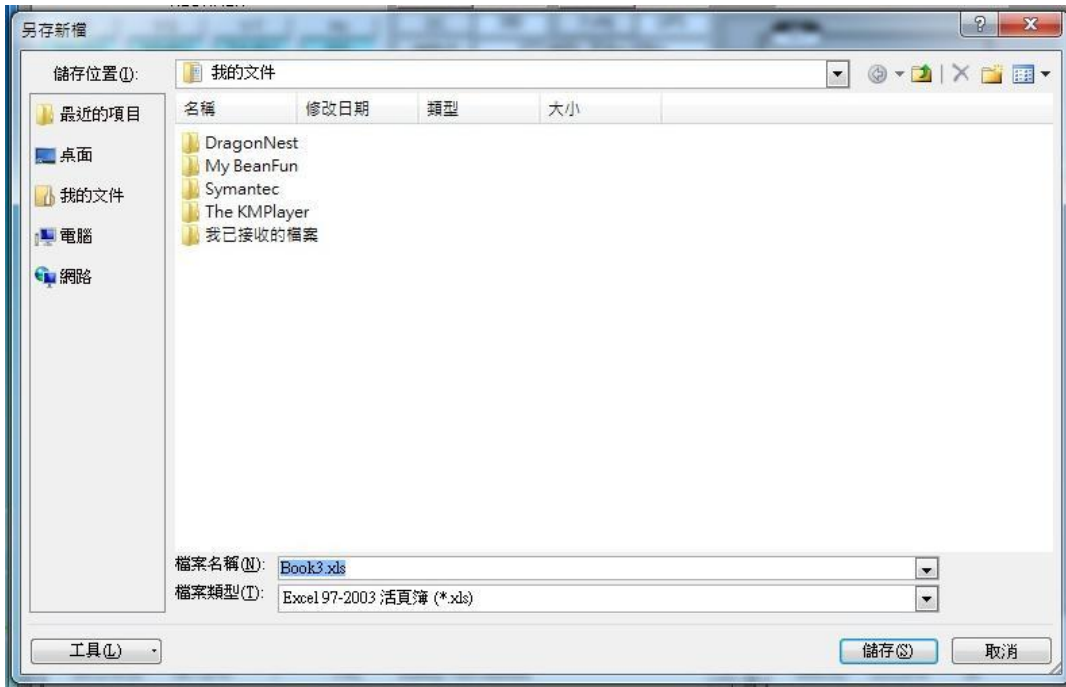 另存新檔
儲存位置(I):
我的文件
最近的項目
桌面
我的文件
電腦
網路
名稱 修改日期 類型 大小
DragonNest
My BeanFun
Symantec
The KMPlayer
我已接收的檔案
檔案名稱(N): Book3.xls
檔案類型(T): Excel 97-2003 活頁簿 (*.xls)
工具(L) 儲存(S) 取消